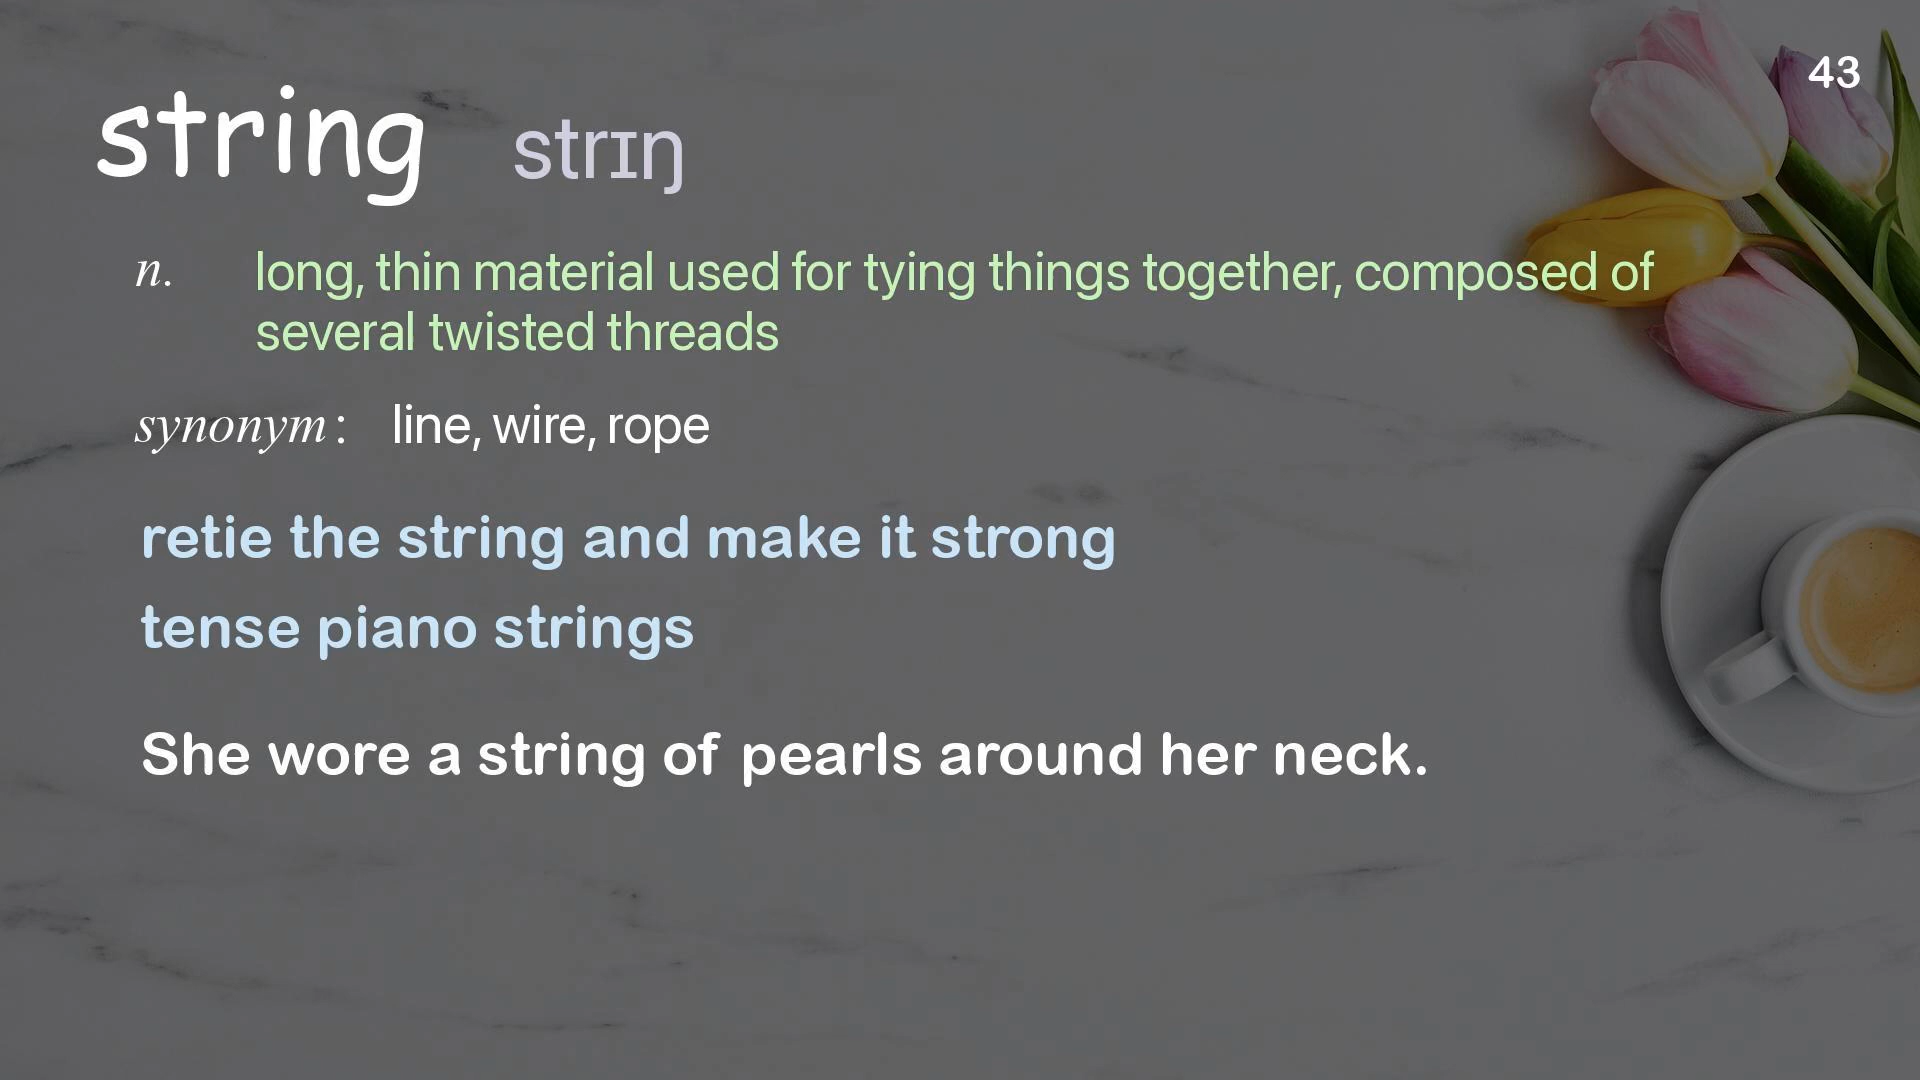 43
string strɪŋ
n. long, thin material used for tying things together, composed of
several twisted threads
synonym: line, wire, rope
retie the string and make it strong
tense piano strings
She wore a string of pearls around her neck.